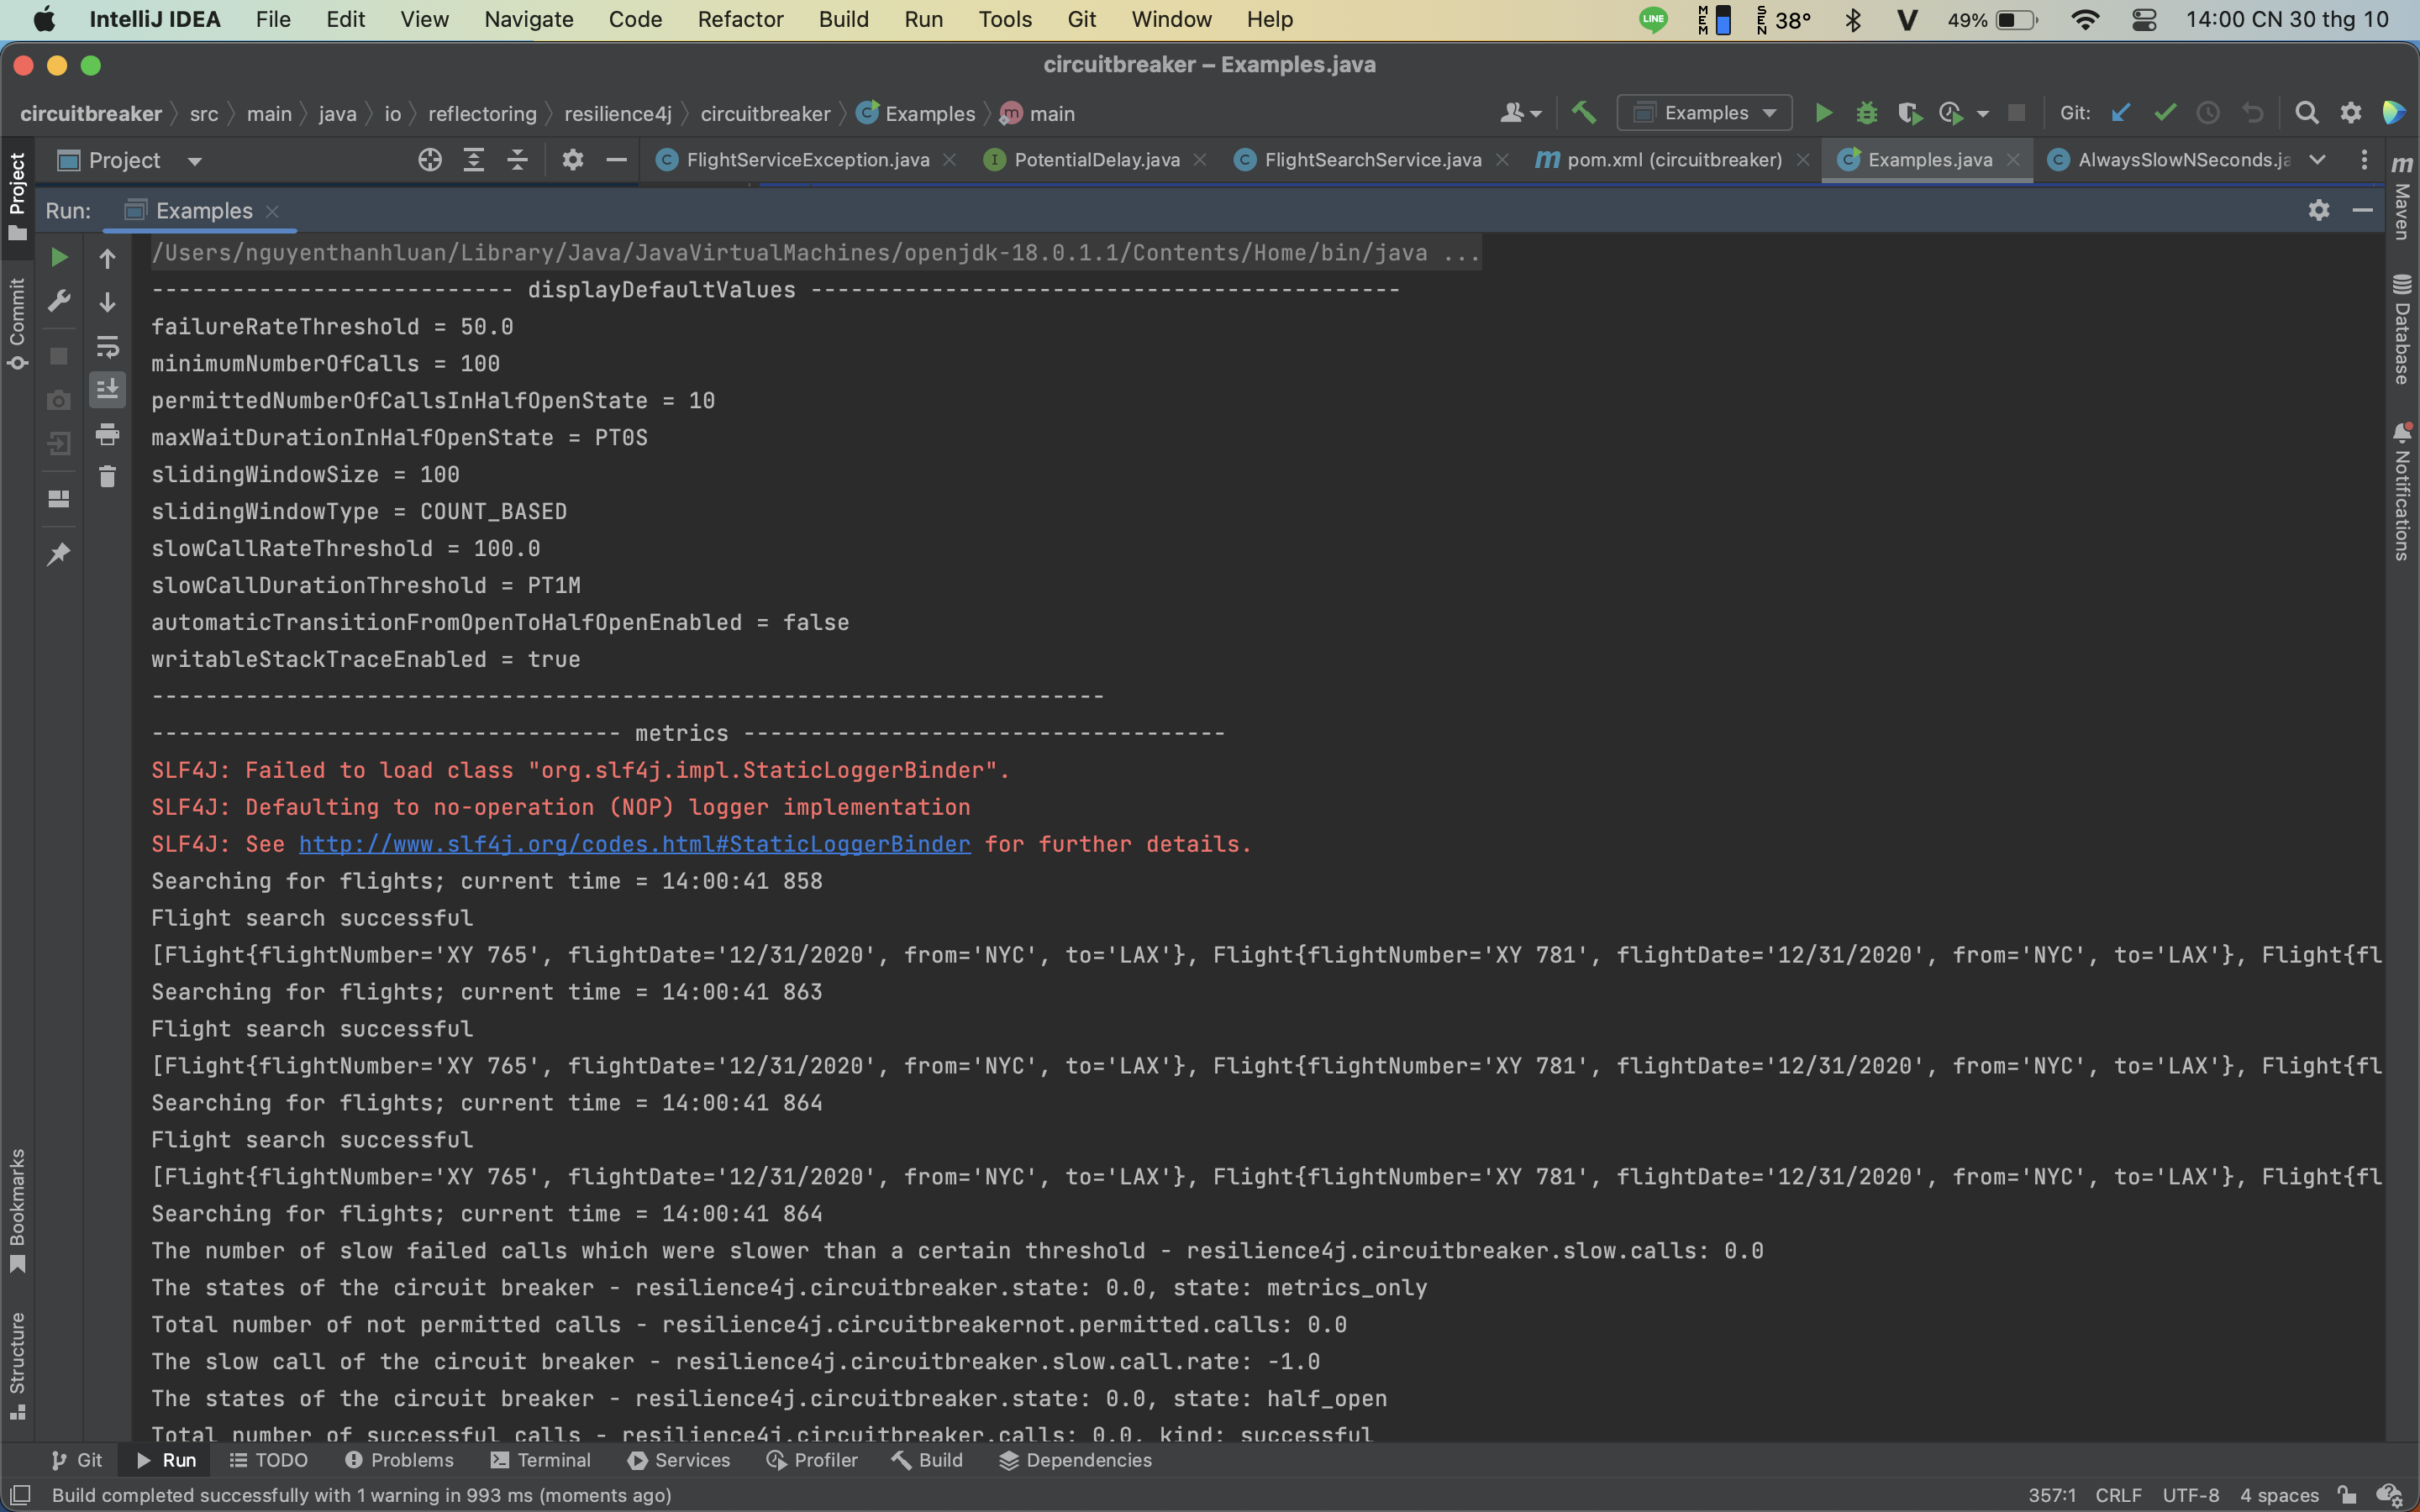 IntelliJ IDEA File Edit View Navigate Code Refactor Build Run Tools Git Window Help LINE MEM SEN 38° V 49% 14:00 CN 30 thg 10
circuitbreaker – Examples.java
circuitbreaker src main java io reflectoring resilience4j circuitbreaker Examples main Examples Git:
Project FlightServiceException.java PotentialDelay.java FlightSearchService.java pom.xml (circuitbreaker) Examples.java AlwaysSlowNSeconds.ja
Run: Examples
/Users/nguyenthanhluan/Library/Java/JavaVirtualMachines/openjdk-18.0.1.1/Contents/Home/bin/java ...
--------------------------- displayDefaultValues --------------------------------------------
failureRateThreshold = 50.0
minimumNumberOfCalls = 100
permittedNumberOfCallsInHalfOpenState = 10
maxWaitDurationInHalfOpenState = PT0S
slidingWindowSize = 100
slidingWindowType = COUNT_BASED
slowCallRateThreshold = 100.0
slowCallDurationThreshold = PT1M
automaticTransitionFromOpenToHalfOpenEnabled = false
writableStackTraceEnabled = true
-----------------------------------------------------------------------
----------------------------------- metrics ------------------------------------
SLF4J: Failed to load class "org.slf4j.impl.StaticLoggerBinder".
SLF4J: Defaulting to no-operation (NOP) logger implementation
SLF4J: See http://www.slf4j.org/codes.html#StaticLoggerBinder for further details.
Searching for flights; current time = 14:00:41 858
Flight search successful
[Flight{flightNumber='XY 765', flightDate='12/31/2020', from='NYC', to='LAX'}, Flight{flightNumber='XY 781', flightDate='12/31/2020', from='NYC', to='LAX'}, Flight{fl
Searching for flights; current time = 14:00:41 863
Flight search successful
[Flight{flightNumber='XY 765', flightDate='12/31/2020', from='NYC', to='LAX'}, Flight{flightNumber='XY 781', flightDate='12/31/2020', from='NYC', to='LAX'}, Flight{fl
Searching for flights; current time = 14:00:41 864
Flight search successful
[Flight{flightNumber='XY 765', flightDate='12/31/2020', from='NYC', to='LAX'}, Flight{flightNumber='XY 781', flightDate='12/31/2020', from='NYC', to='LAX'}, Flight{fl
Searching for flights; current time = 14:00:41 864
The number of slow failed calls which were slower than a certain threshold - resilience4j.circuitbreaker.slow.calls: 0.0
The states of the circuit breaker - resilience4j.circuitbreaker.state: 0.0, state: metrics_only
Total number of not permitted calls - resilience4j.circuitbreakernot.permitted.calls: 0.0
The slow call of the circuit breaker - resilience4j.circuitbreaker.slow.call.rate: -1.0
The states of the circuit breaker - resilience4j.circuitbreaker.state: 0.0, state: half_open
Total number of successful calls - resilience4j.circuitbreaker.calls: 0.0, kind: successful
Project
Commit
Bookmarks
Structure
m
Maven
Database
Notifications
Git Run TODO Problems Terminal Services Profiler Build Dependencies
Build completed successfully with 1 warning in 993 ms (moments ago) 357:1 CRLF UTF-8 4 spaces